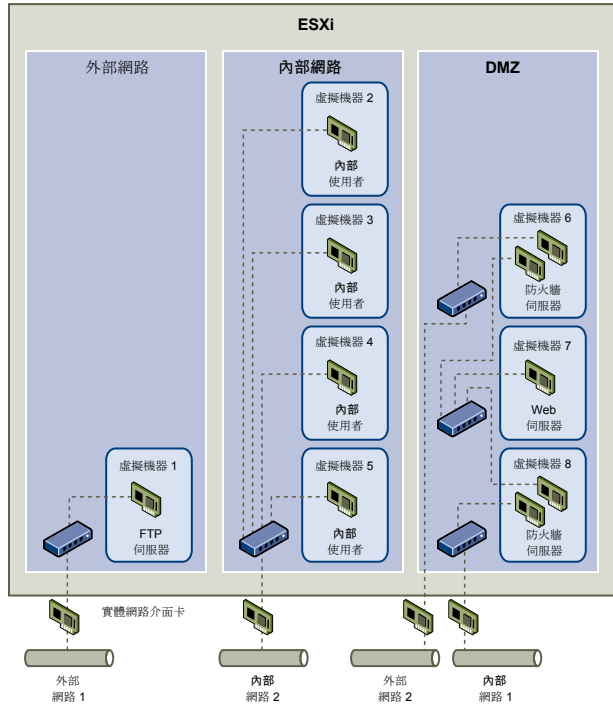 ESXi
外部網路
虛擬機器 1
FTP
伺服器
內部網路
虛擬機器 2
內部
使用者
虛擬機器 3
內部
使用者
虛擬機器 4
內部
使用者
虛擬機器 5
內部
使用者
DMZ
虛擬機器 6
防火牆
伺服器
虛擬機器 7
Web
伺服器
虛擬機器 8
防火牆
伺服器
實體網路介面卡
外部
網路 1
內部
網路 2
外部
網路 2
內部
網路 1